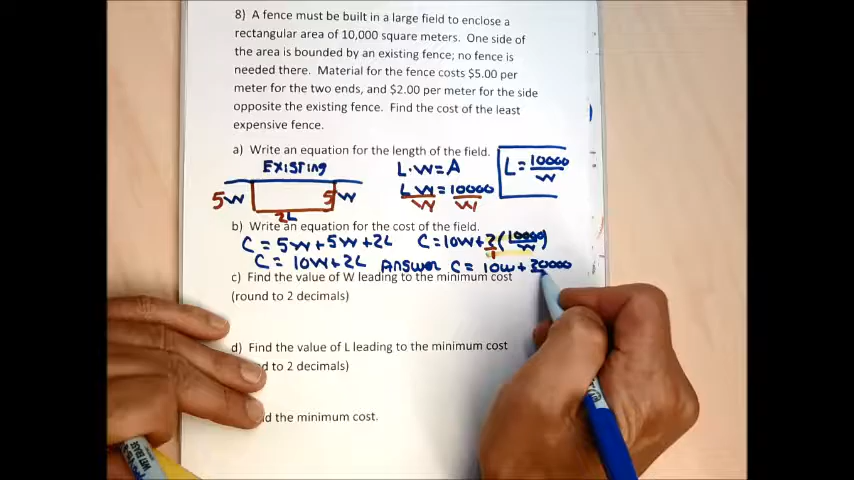 8) A fence must be built in a large field to enclose a
rectangular area of 10,000 square meters. One side of
the area is bounded by an existing fence; no fence is
needed there. Material for the fence costs $5.00 per
meter for the two ends, and $2.00 per meter for the side
opposite the existing fence. Find the cost of the least
expensive fence.
a) Write an equation for the length of the field.
EXISTING
5W 5W
2L
L·W=A
LW=10000
W W
L=10000
W
b) Write an equation for the cost of the field.
C=5W+5W+2L C=10W+2(10000)
1 W
C=10W+2L Answer C=10W+20000
c) Find the value of W leading to the minimum cost
(round to 2 decimals)
d) Find the value of L leading to the minimum cost
to 2 decimals)
the minimum cost.